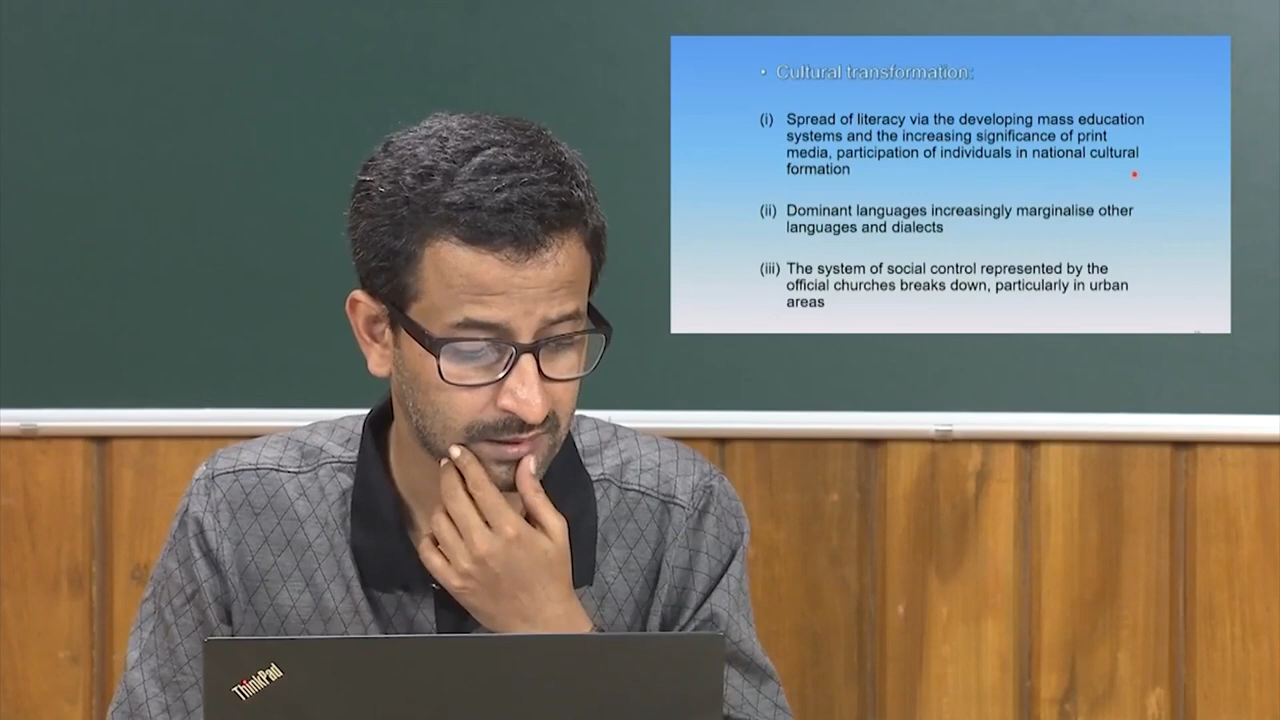 • Cultural transformation:
(i) Spread of literacy via the developing mass education
systems and the increasing significance of print
media, participation of individuals in national cultural
formation
(ii) Dominant languages increasingly marginalise other
languages and dialects
(iii) The system of social control represented by the
official churches breaks down, particularly in urban
areas
ThinkPad